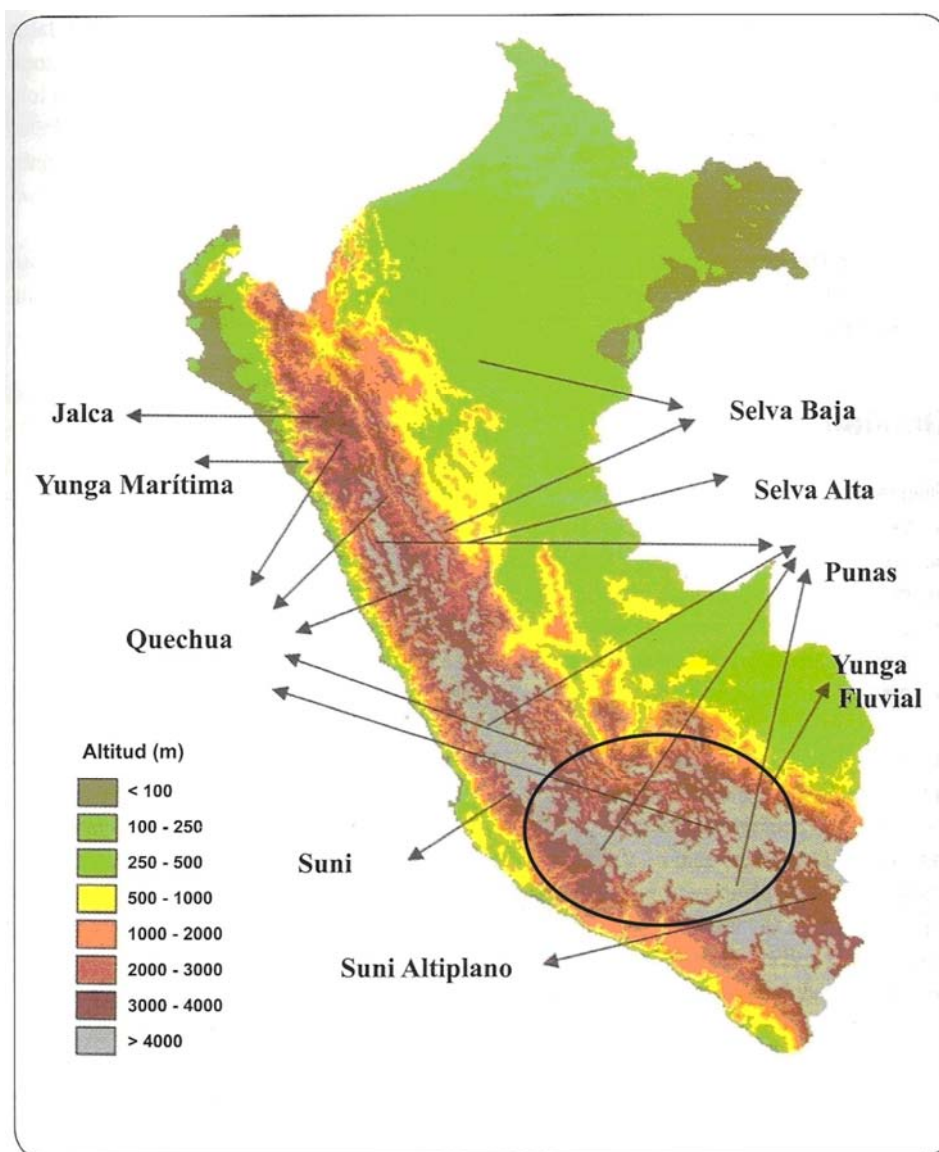 Jalca
Yunga Marítima
Quechua
Selva Baja
Selva Alta
Punas
Yunga
Fluvial
Altitud (m)
< 100
100 - 250
250 - 500
500 - 1000
1000 - 2000
2000 - 3000
3000 - 4000
> 4000
Suni
Suni Altiplano